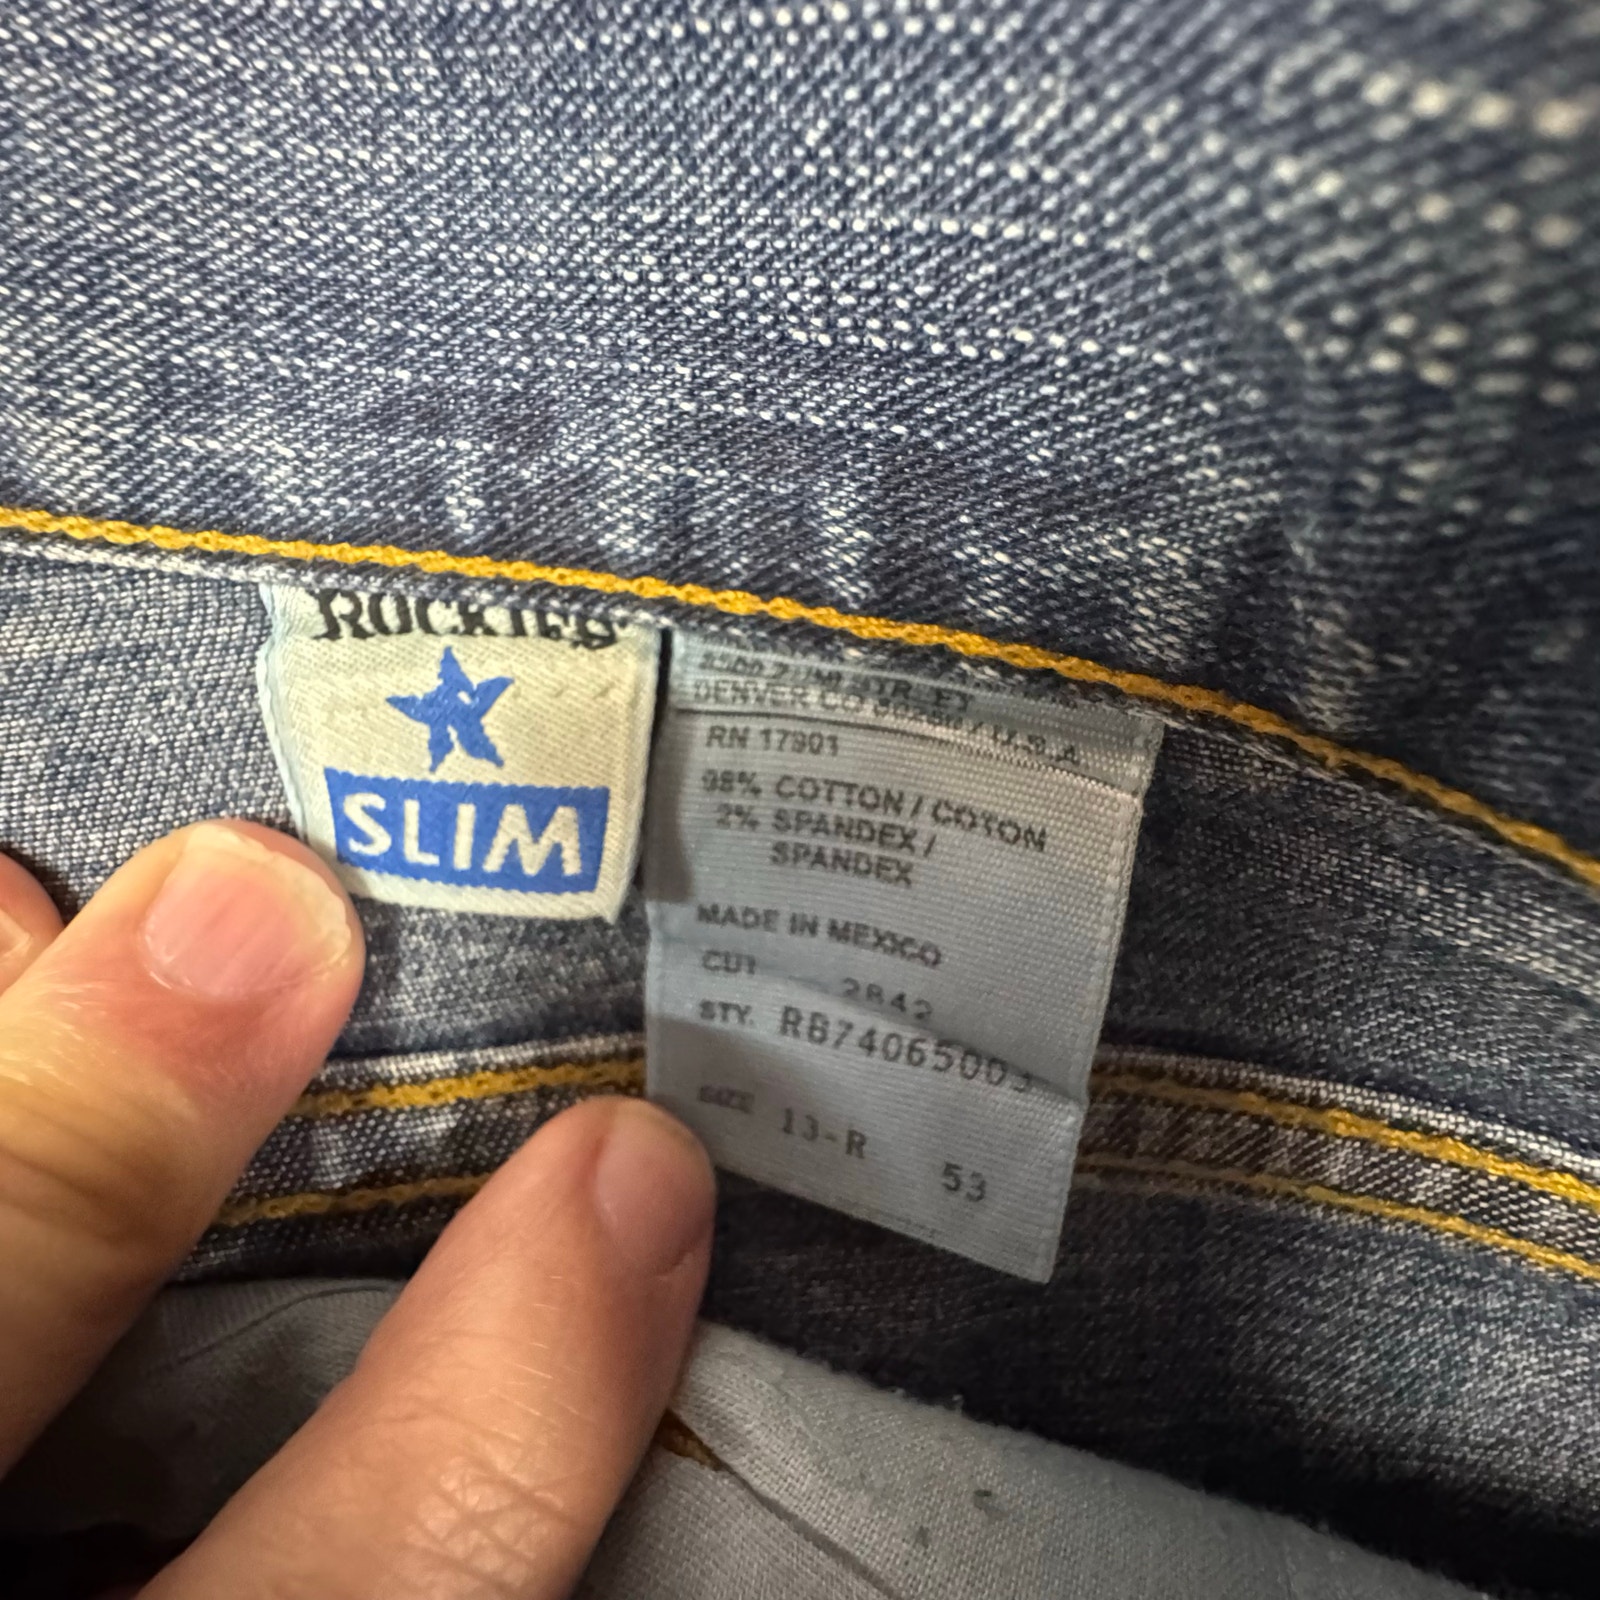 ROCKIES
SLIM
DENVER CO
U.S.A
RN 17901
98% COTTON / COTON
2% SPANDEX /
SPANDEX
MADE IN MEXICO
CUT 2842
STY.
SIZE 13-R
53